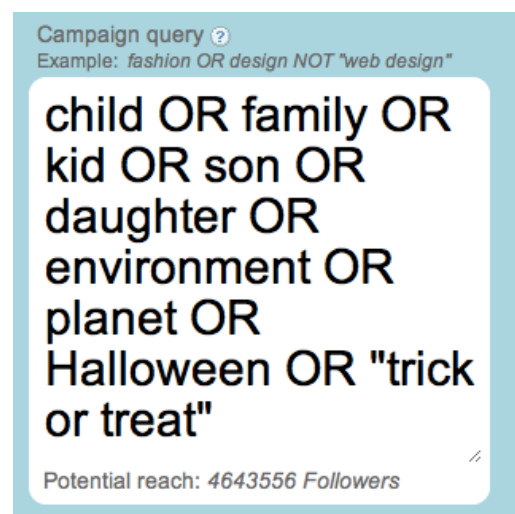 Campaign query ?
Example: fashion OR design NOT "web design"
child OR family OR
kid OR son OR
daughter OR
environment OR
planet OR
Halloween OR "trick
or treat"
Potential reach: 4643556 Followers